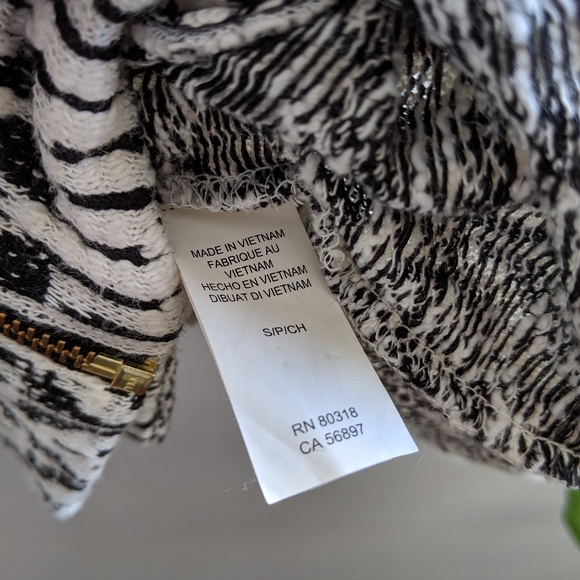 MADE IN VIETNAM
FABRIQUE AU
VIETNAM
HECHO EN VIETNAM
DIBUAT DI VIETNAM
S/P/CH
RN 80318
CA 56897